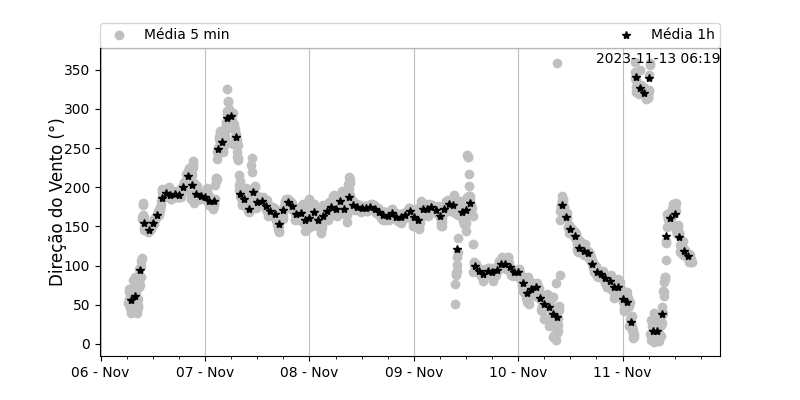 Média 5 min
Média 1h
2023-11-13 06:19
Direção do Vento (°)
350
300
250
200
150
100
50
0
06 - Nov
07 - Nov
08 - Nov
09 - Nov
10 - Nov
11 - Nov